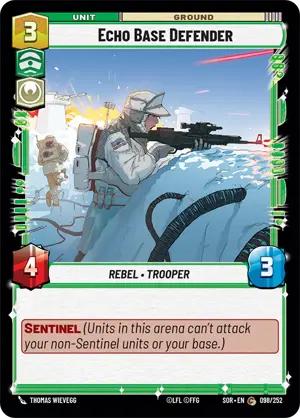 UNIT GROUND
3 ECHO BASE DEFENDER
4 REBEL • TROOPER 3
SENTINEL (Units in this arena can't attack
your non-Sentinel units or your base.)
THOMAS WIEVEGG ©LFL ©FFG SOR • EN C 098/252